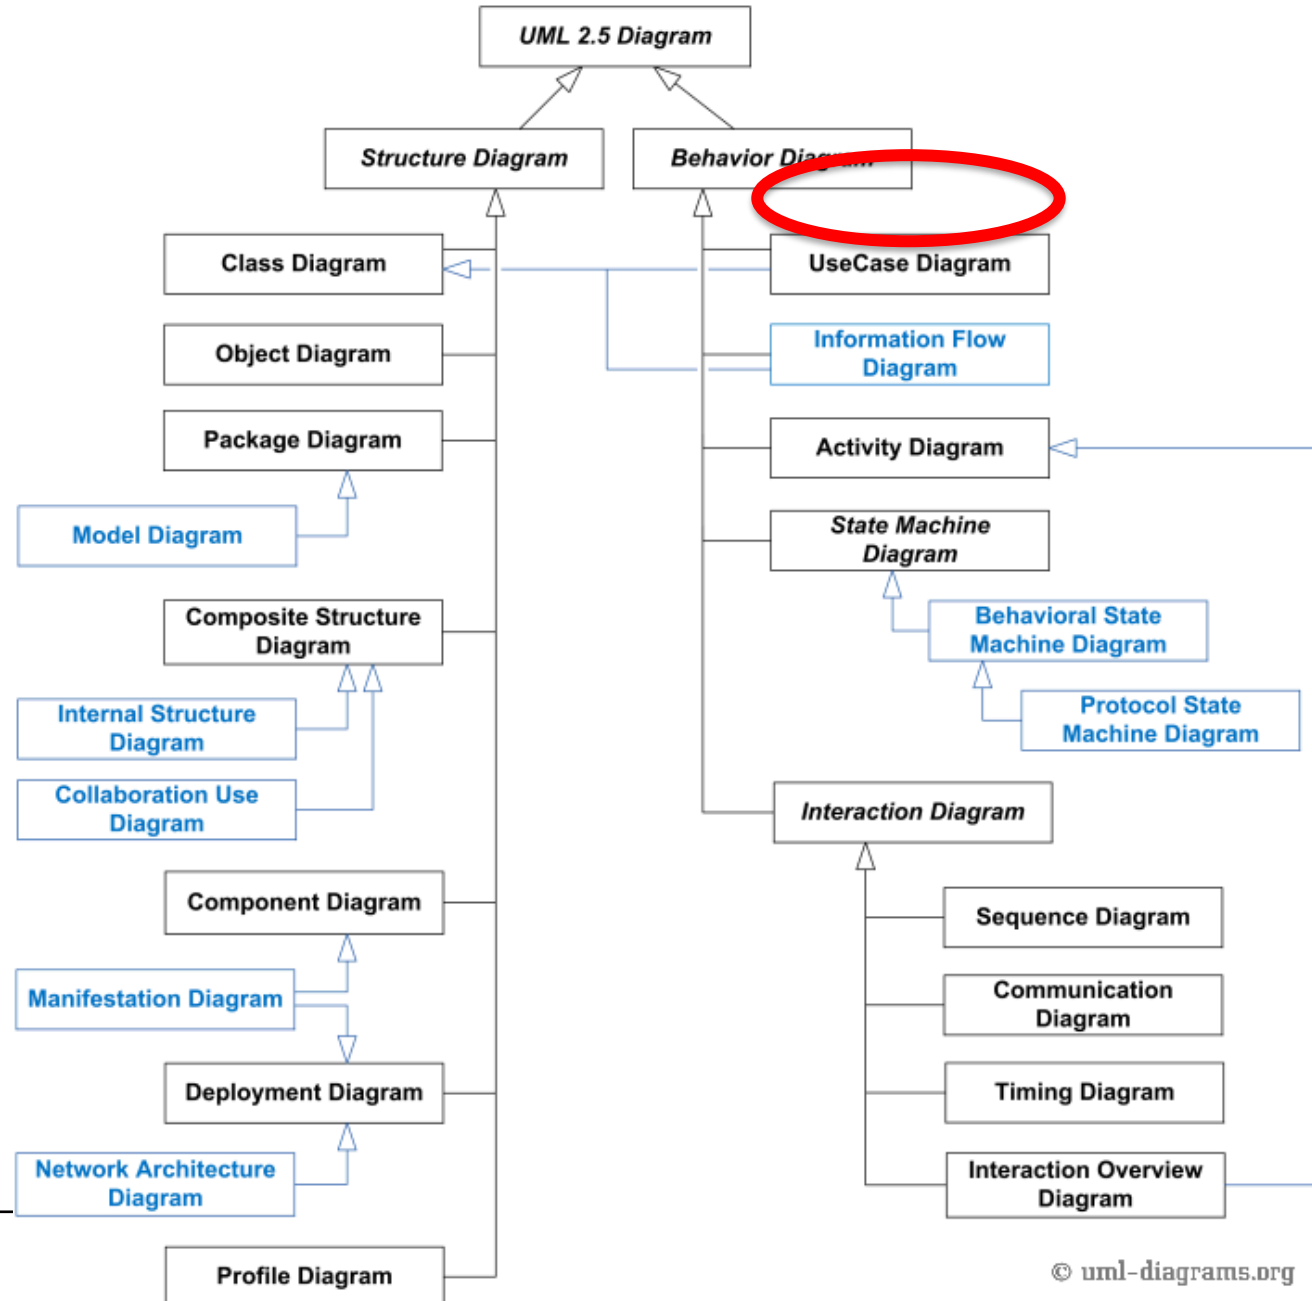 UML 2.5 Diagram
Structure Diagram
Behavior Diagram
Class Diagram
UseCase Diagram
Object Diagram
Information Flow
Diagram
Package Diagram
Activity Diagram
Model Diagram
State Machine
Diagram
Composite Structure
Diagram
Behavioral State
Machine Diagram
Internal Structure
Diagram
Protocol State
Machine Diagram
Collaboration Use
Diagram
Interaction Diagram
Component Diagram
Sequence Diagram
Manifestation Diagram
Communication
Diagram
Deployment Diagram
Timing Diagram
Network Architecture
Diagram
Interaction Overview
Diagram
Profile Diagram
© uml-diagrams.org